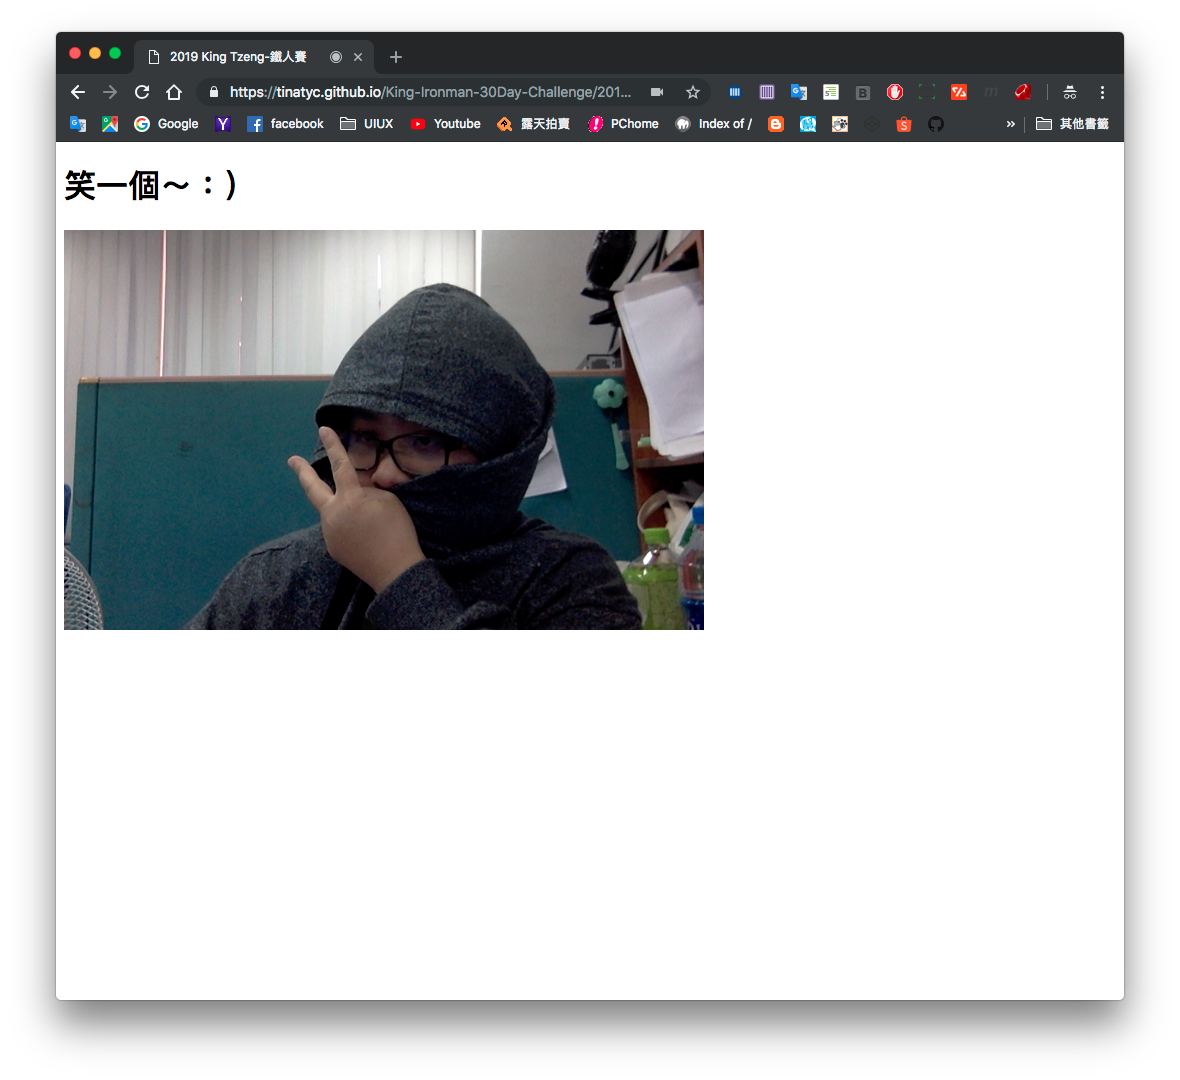 2019 King Tzeng-鐵人賽
https://tinatyc.github.io/King-Ironman-30Day-Challenge/201...
Google facebook UIUX Youtube 露天拍賣 PChome Index of / » 其他書籤
笑一個～：）